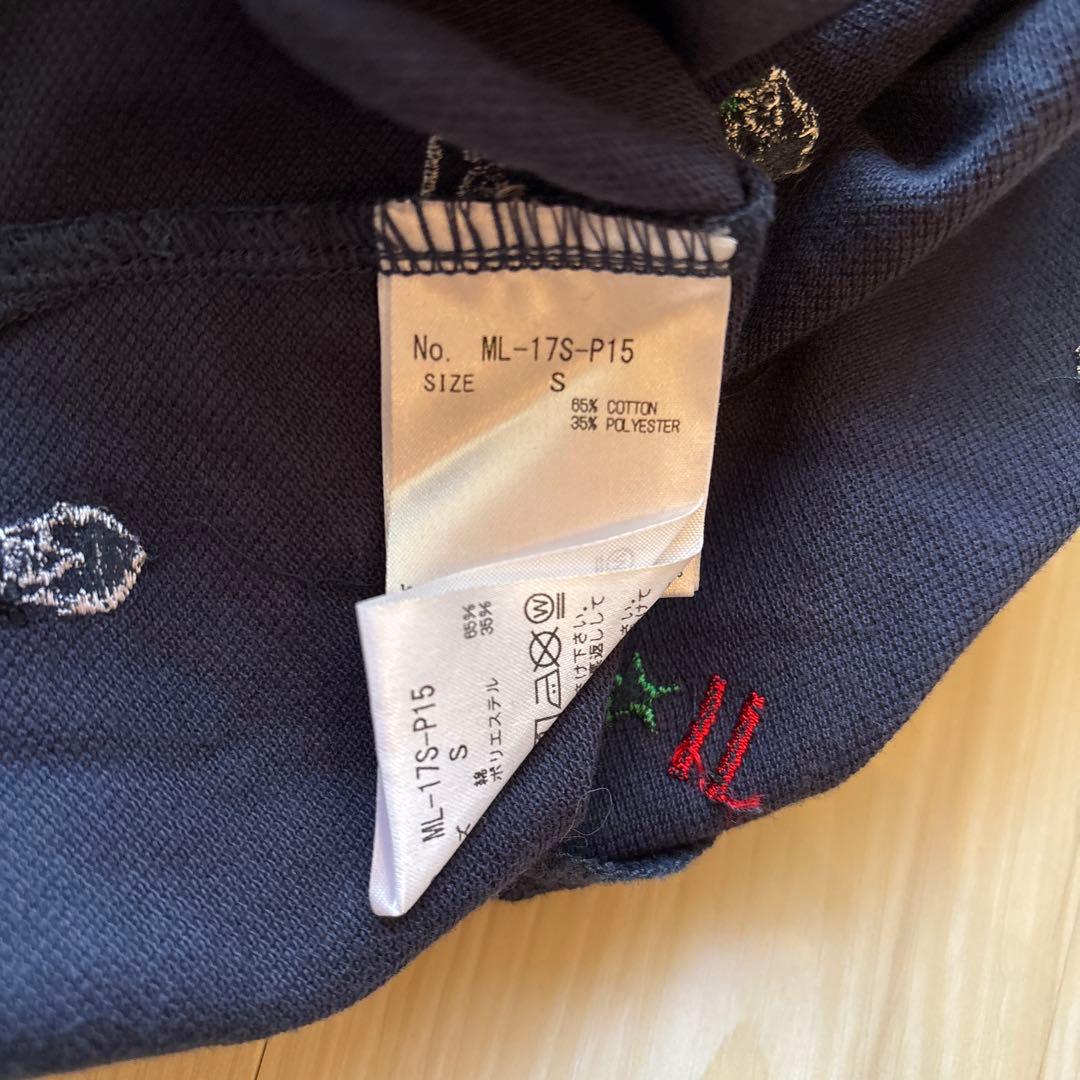 No. ML-17S-P15
SIZE S
65% COTTON
35% POLYESTER
ML-17S-P15
S
綿 65%
ポリエステル 35%
W